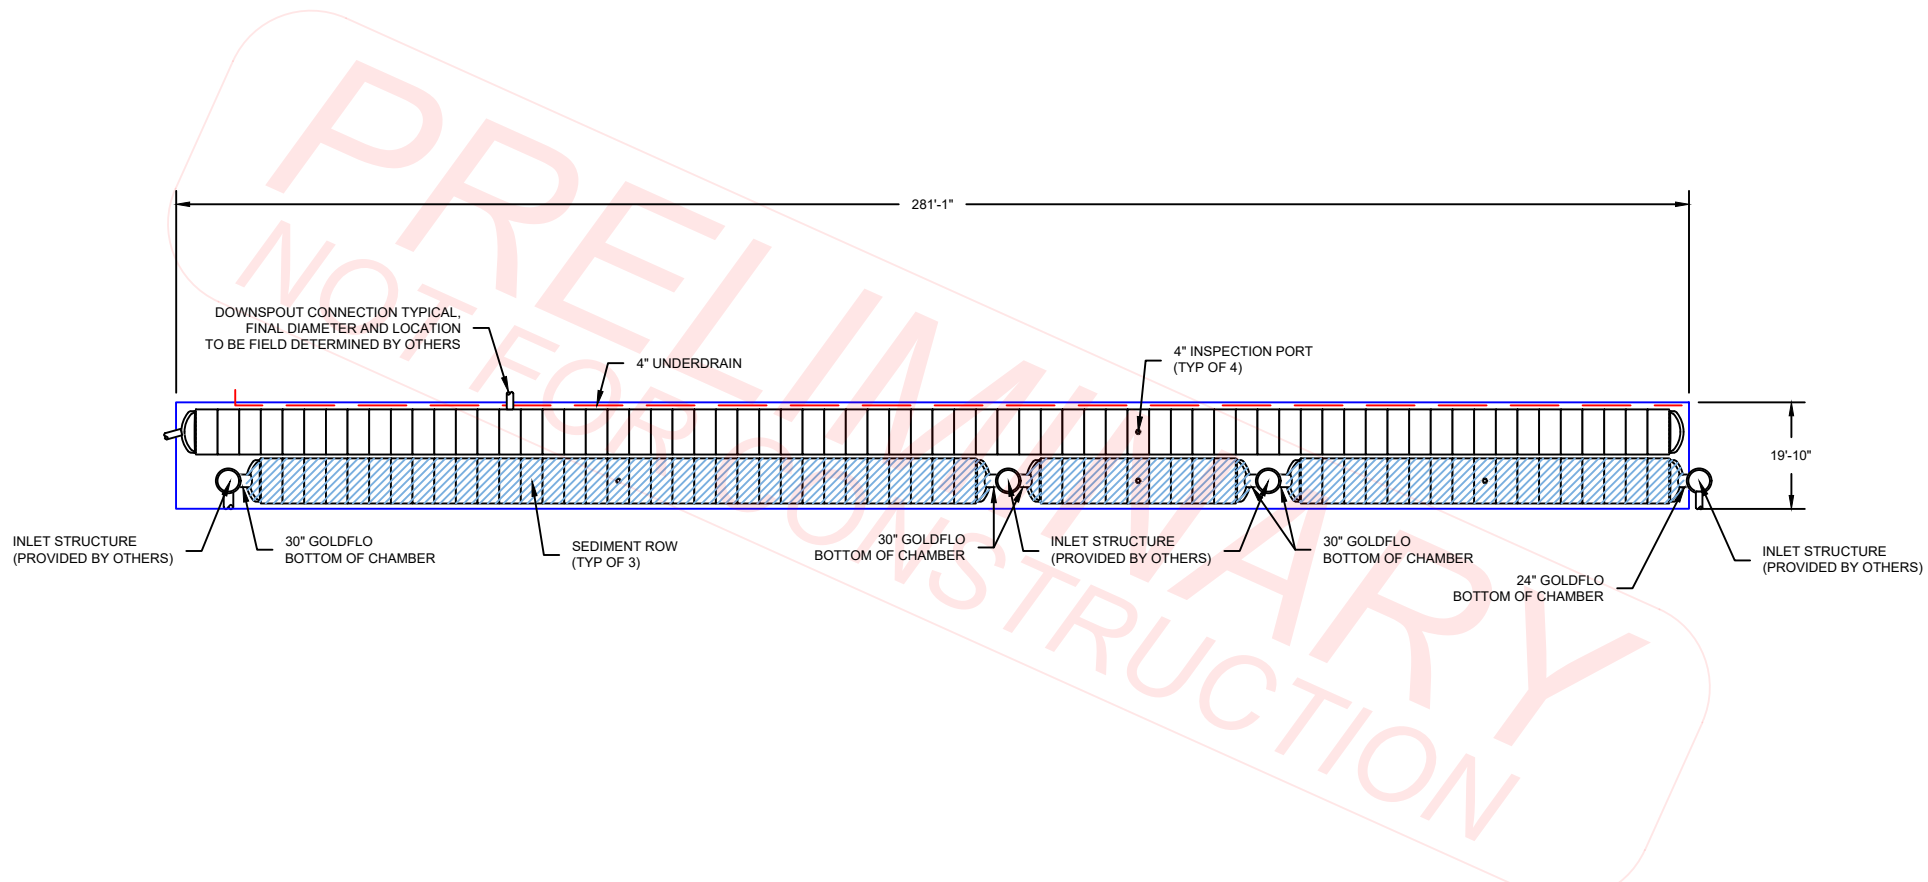 PRELIMINARY
NOT FOR CONSTRUCTION
281'-1"
DOWNSPOUT CONNECTION TYPICAL,
FINAL DIAMETER AND LOCATION
TO BE FIELD DETERMINED BY OTHERS
4" UNDERDRAIN
4" INSPECTION PORT
(TYP OF 4)
19'-10"
INLET STRUCTURE
(PROVIDED BY OTHERS)
30" GOLDFLO
BOTTOM OF CHAMBER
SEDIMENT ROW
(TYP OF 3)
30" GOLDFLO
BOTTOM OF CHAMBER
INLET STRUCTURE
(PROVIDED BY OTHERS)
30" GOLDFLO
BOTTOM OF CHAMBER
24" GOLDFLO
BOTTOM OF CHAMBER
INLET STRUCTURE
(PROVIDED BY OTHERS)